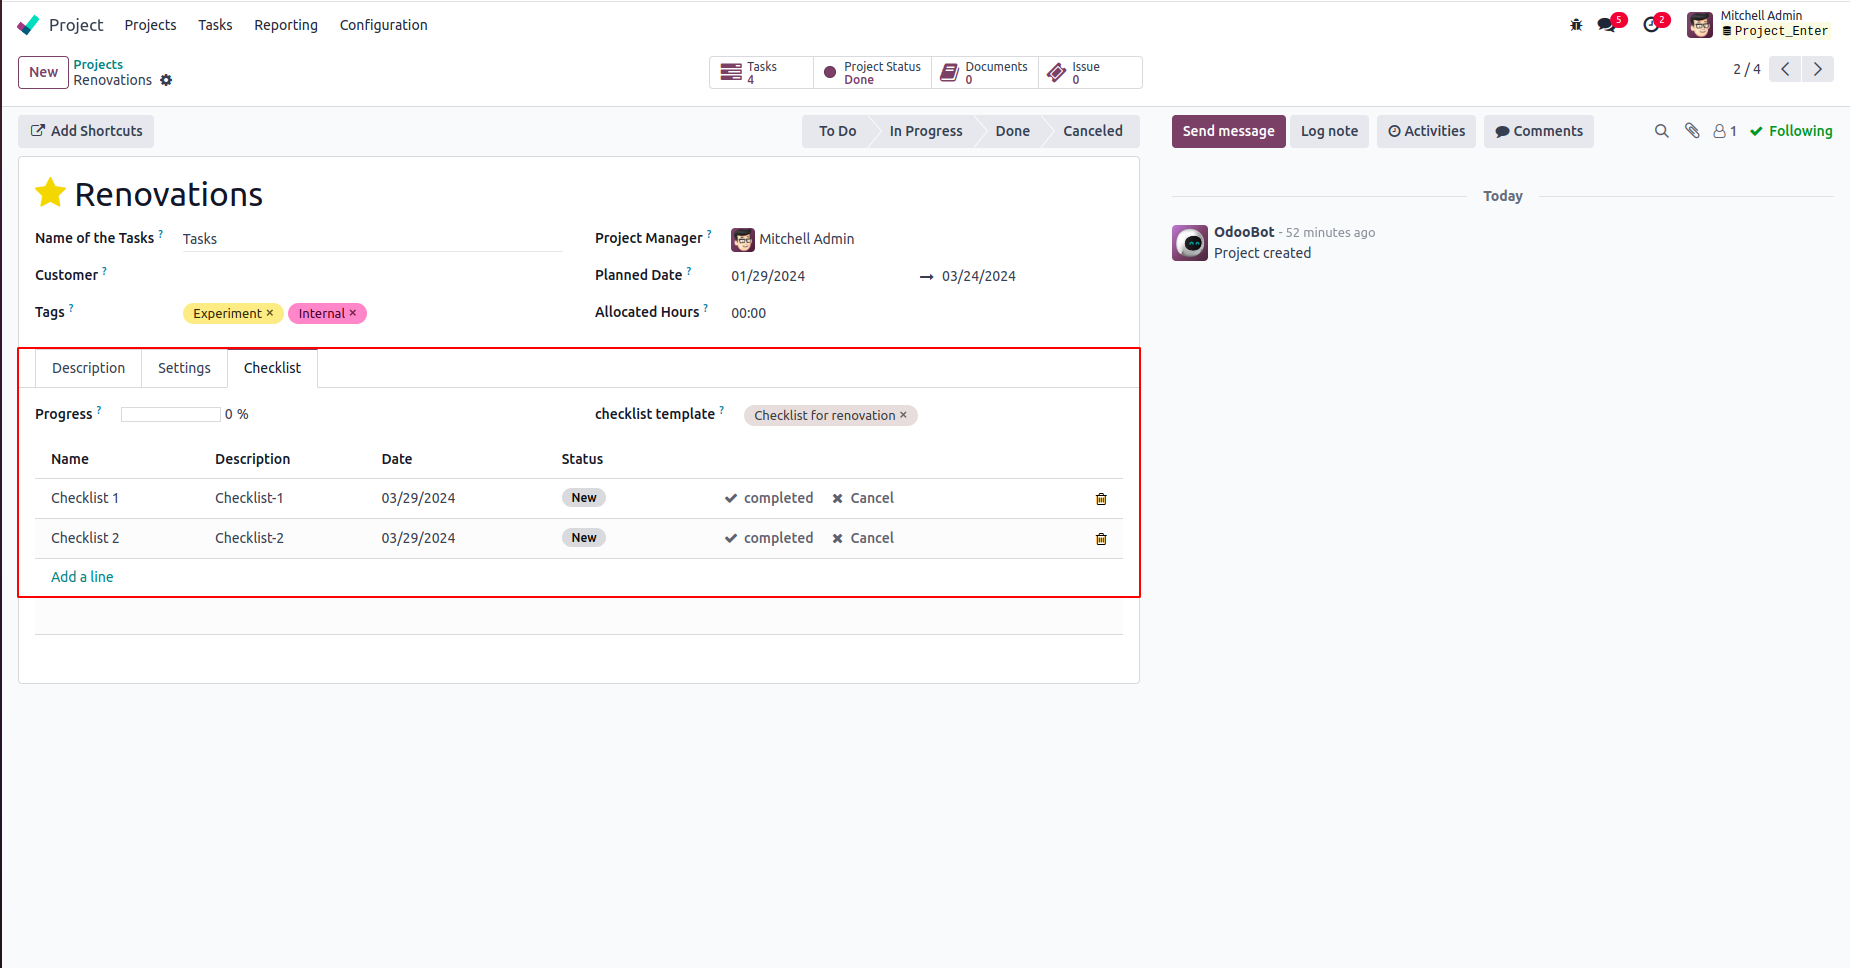 Project Projects Tasks Reporting Configuration 5 2 Mitchell Admin
Project_Enter
New Projects
Renovations
Tasks
4
Project Status
Done
Documents
0
Issue
0
2 / 4
Add Shortcuts To Do In Progress Done Canceled Send message Log note Activities Comments 1 Following
Renovations
Today
Name of the Tasks ? Tasks Project Manager ? Mitchell Admin
OdooBot - 52 minutes ago
Project created
Customer ? Planned Date ? 01/29/2024 → 03/24/2024
Tags ? Experiment × Internal × Allocated Hours ? 00:00
Description Settings Checklist
Progress ? 0 % checklist template ? Checklist for renovation ×
Name Description Date Status
Checklist 1 Checklist-1 03/29/2024 New completed Cancel
Checklist 2 Checklist-2 03/29/2024 New completed Cancel
Add a line